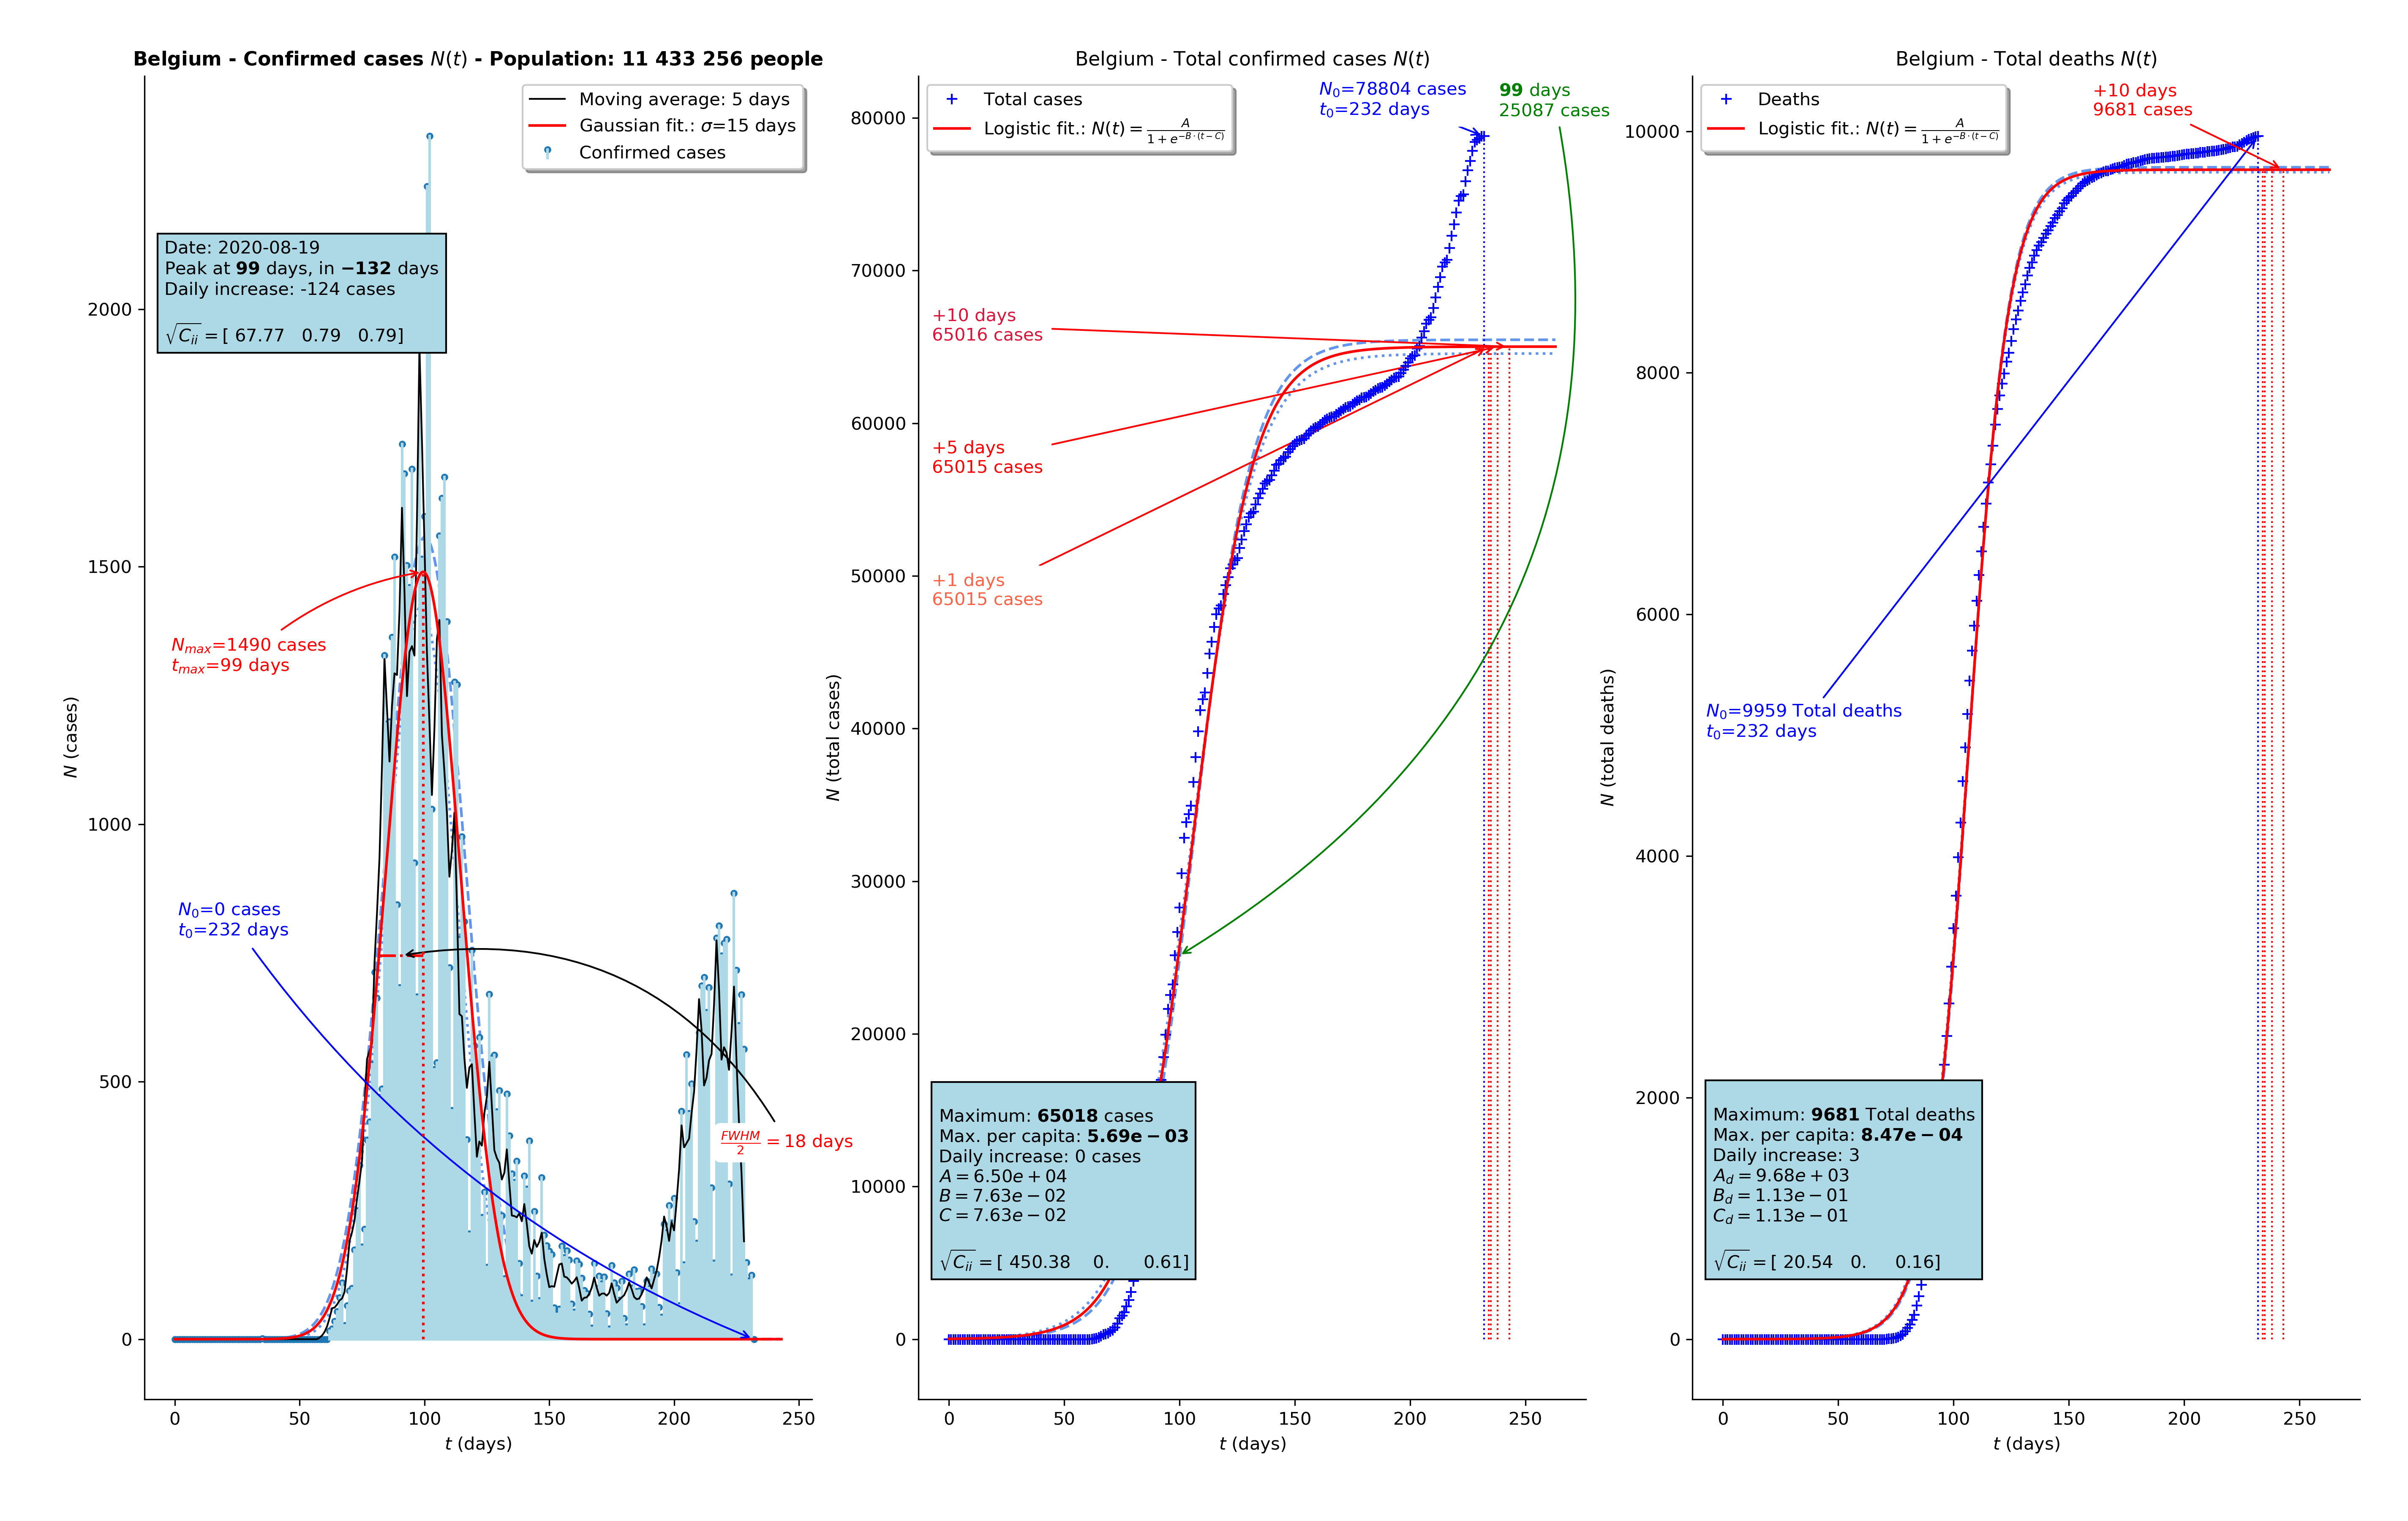 Belgium - Confirmed cases N(t) - Population: 11 433 256 people
Moving average: 5 days
Gaussian fit.: σ=15 days
Confirmed cases
Date: 2020-08-19
Peak at 99 days, in −132 days
Daily increase: -124 cases
√C_ii = [ 67.77 0.79 0.79]
N_max=1490 cases
t_max=99 days
N_0=0 cases
t_0=232 days
FWHM/2 = 18 days
N (cases)
2000
1500
1000
500
0
0 50 100 150 200 250
t (days)
Belgium - Total confirmed cases N(t)
Total cases
Logistic fit.: N(t) = A/(1 + e^{−B·(t−C)})
N_0=78804 cases
t_0=232 days
99 days
25087 cases
+10 days
65016 cases
+5 days
65015 cases
+1 days
65015 cases
Maximum: 65018 cases
Max. per capita: 5.69e − 03
Daily increase: 0 cases
A = 6.50e + 04
B = 7.63e − 02
C = 7.63e − 02
√C_ii = [ 450.38 0. 0.61]
N (total cases)
80000
70000
60000
50000
40000
30000
20000
10000
0
0 50 100 150 200 250
t (days)
Belgium - Total deaths N(t)
Deaths
Logistic fit.: N(t) = A/(1 + e^{−B·(t−C)})
+10 days
9681 cases
N_0=9959 Total deaths
t_0=232 days
Maximum: 9681 Total deaths
Max. per capita: 8.47e − 04
Daily increase: 3
A_d = 9.68e + 03
B_d = 1.13e − 01
C_d = 1.13e − 01
√C_ii = [ 20.54 0. 0.16]
N (total deaths)
10000
8000
6000
4000
2000
0
0 50 100 150 200 250
t (days)